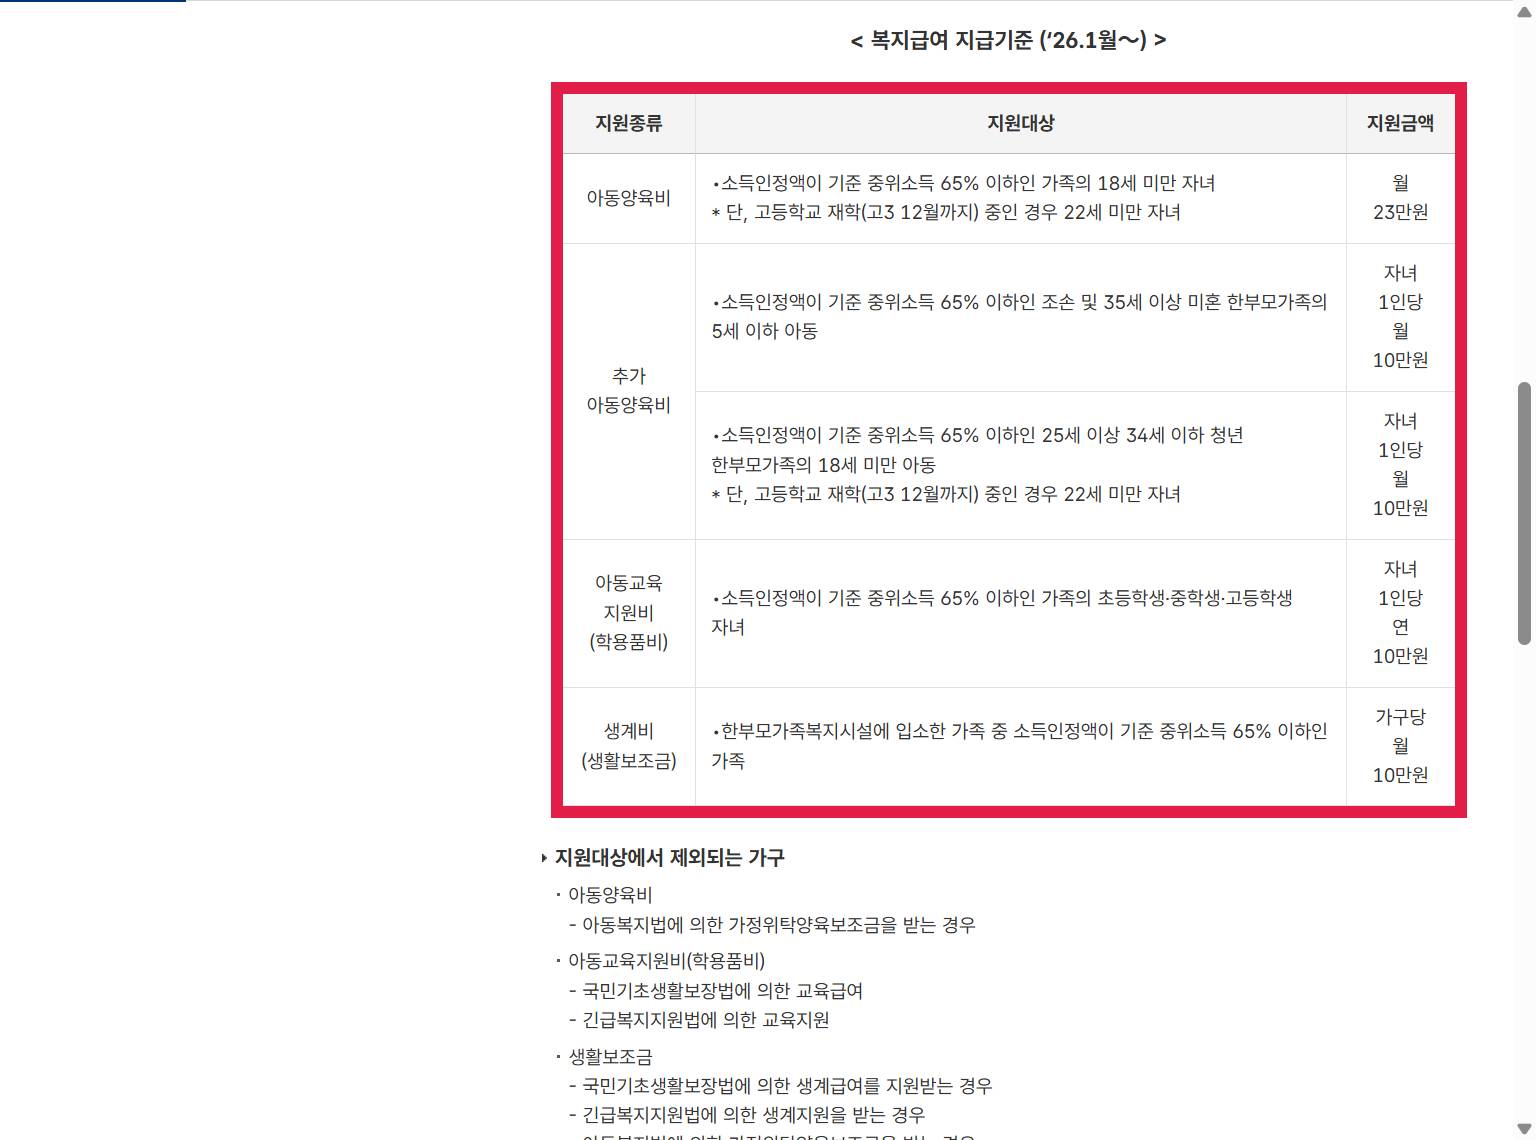 < 복지급여 지급기준 (‘26.1월～) >
지원종류 지원대상 지원금액
아동양육비
•소득인정액이 기준 중위소득 65% 이하인 가족의 18세 미만 자녀
* 단, 고등학교 재학(고3 12월까지) 중인 경우 22세 미만 자녀
월
23만원
추가
아동양육비
•소득인정액이 기준 중위소득 65% 이하인 조손 및 35세 이상 미혼 한부모가족의
5세 이하 아동
자녀
1인당
월
10만원
•소득인정액이 기준 중위소득 65% 이하인 25세 이상 34세 이하 청년
한부모가족의 18세 미만 아동
* 단, 고등학교 재학(고3 12월까지) 중인 경우 22세 미만 자녀
자녀
1인당
월
10만원
아동교육
지원비
(학용품비)
•소득인정액이 기준 중위소득 65% 이하인 가족의 초등학생·중학생·고등학생
자녀
자녀
1인당
연
10만원
생계비
(생활보조금)
•한부모가족복지시설에 입소한 가족 중 소득인정액이 기준 중위소득 65% 이하인
가족
가구당
월
10만원
지원대상에서 제외되는 가구
· 아동양육비
- 아동복지법에 의한 가정위탁양육보조금을 받는 경우
· 아동교육지원비(학용품비)
- 국민기초생활보장법에 의한 교육급여
- 긴급복지지원법에 의한 교육지원
· 생활보조금
- 국민기초생활보장법에 의한 생계급여를 지원받는 경우
- 긴급복지지원법에 의한 생계지원을 받는 경우
- 아동복지법에 의한 가정위탁양육보조금을 받는 경우